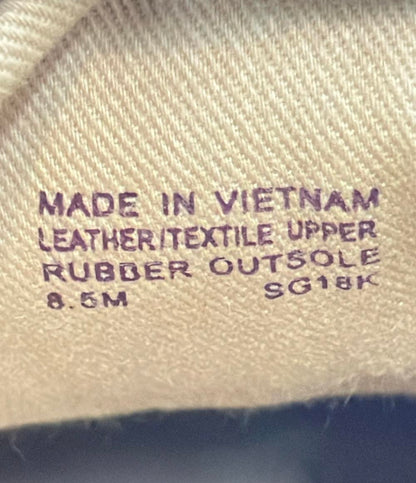 MADE IN VIETNAM
LEATHER/TEXTILE UPPER
RUBBER OUTSOLE
8.5M SG18K